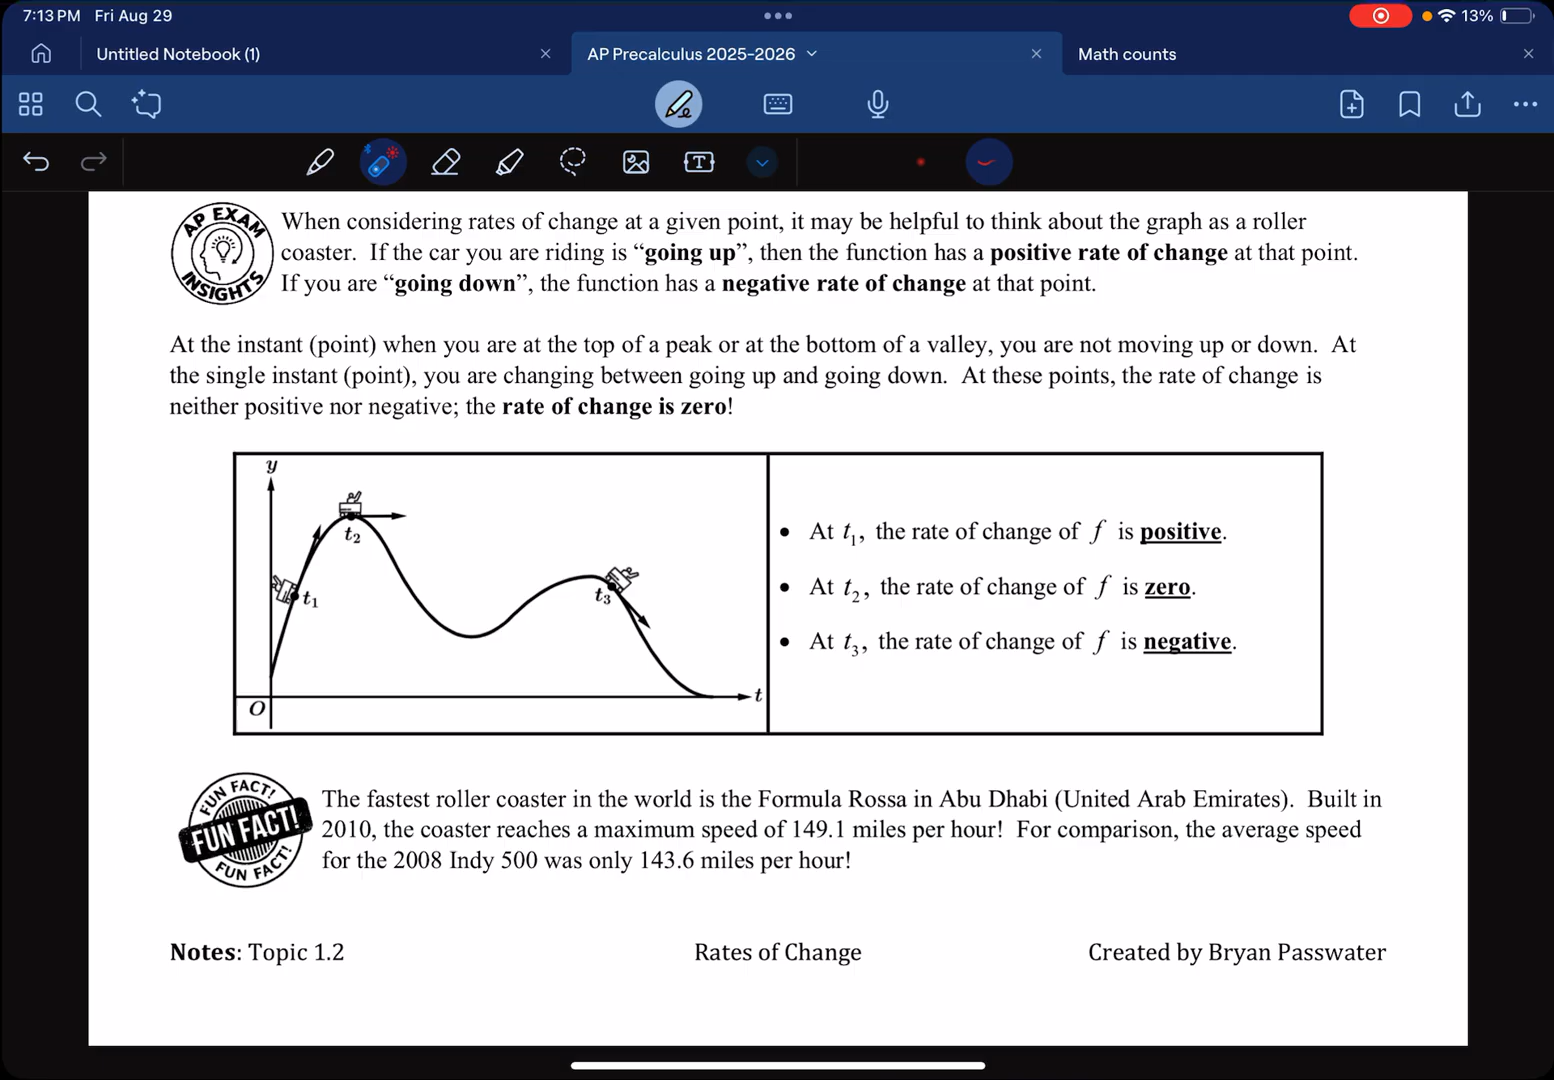 7:13 PM Fri Aug 29
13%
Untitled Notebook (1)
AP Precalculus 2025-2026
Math counts
T
AP EXAM
INSIGHTS
When considering rates of change at a given point, it may be helpful to think about the graph as a roller
coaster. If the car you are riding is “going up”, then the function has a positive rate of change at that point.
If you are “going down”, the function has a negative rate of change at that point.
At the instant (point) when you are at the top of a peak or at the bottom of a valley, you are not moving up or down. At
the single instant (point), you are changing between going up and going down. At these points, the rate of change is
neither positive nor negative; the rate of change is zero!
y
t₂
t₁
t₃
t
O
• At t₁, the rate of change of f is positive.
• At t₂, the rate of change of f is zero.
• At t₃, the rate of change of f is negative.
FUN FACT!
FUN FACT!
FUN FACT!
The fastest roller coaster in the world is the Formula Rossa in Abu Dhabi (United Arab Emirates). Built in
2010, the coaster reaches a maximum speed of 149.1 miles per hour! For comparison, the average speed
for the 2008 Indy 500 was only 143.6 miles per hour!
Notes: Topic 1.2 Rates of Change Created by Bryan Passwater